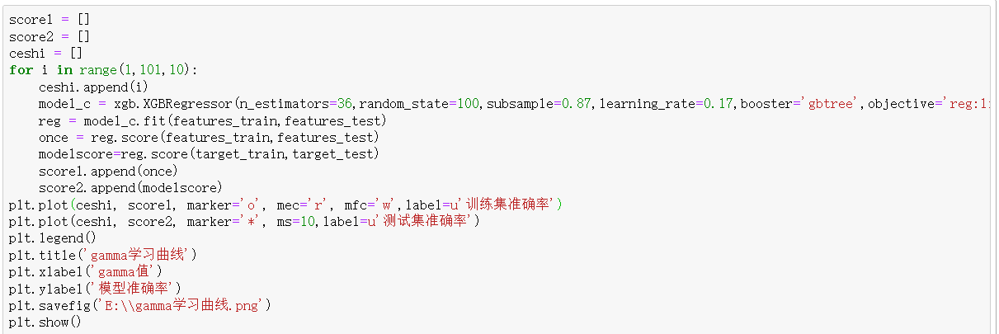 score1 = []
score2 = []
ceshi = []
for i in range(1,101,10):
    ceshi.append(i)
    model_c = xgb.XGBRegressor(n_estimators=36,random_state=100,subsample=0.87,learning_rate=0.17,booster='gbtree',objective='reg:li
    reg = model_c.fit(features_train,features_test)
    once = reg.score(features_train,features_test)
    modelscore=reg.score(target_train,target_test)
    score1.append(once)
    score2.append(modelscore)
plt.plot(ceshi, score1, marker='o', mec='r', mfc='w',label=u'训练集准确率')
plt.plot(ceshi, score2, marker='*', ms=10,label=u'测试集准确率')
plt.legend()
plt.title('gamma学习曲线')
plt.xlabel('gamma值')
plt.ylabel('模型准确率')
plt.savefig('E:\\gamma学习曲线.png')
plt.show()